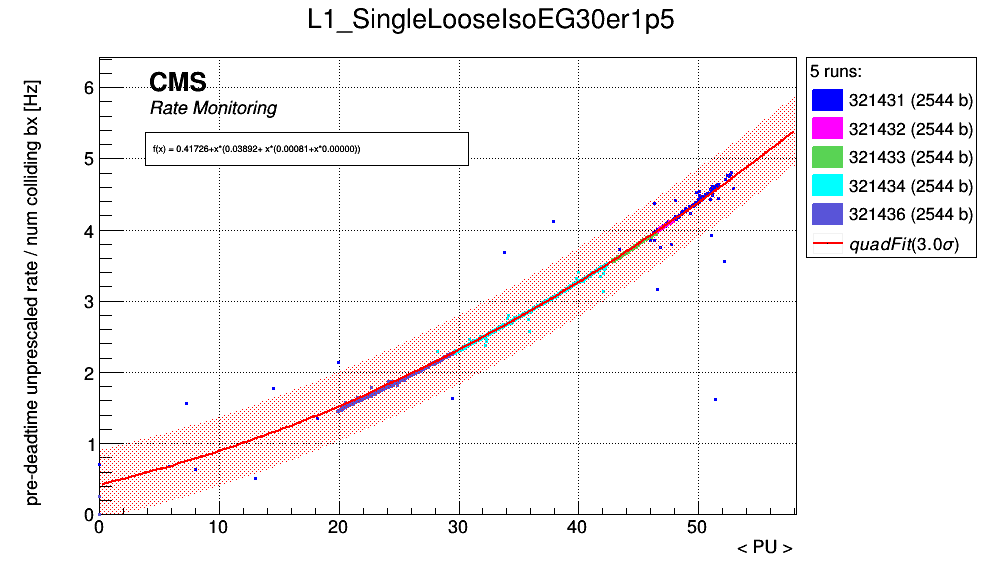 L1_SingleLooseIsoEG30er1p5
pre-deadtime unprescaled rate / num colliding bx [Hz]
CMS
Rate Monitoring
f(x) = 0.41726+x*(0.03892+ x*(0.00081+x*0.00000))
6
5
4
3
2
1
0
0 10 20 30 40 50
< PU >
5 runs:
321431 (2544 b)
321432 (2544 b)
321433 (2544 b)
321434 (2544 b)
321436 (2544 b)
quadFit(3.0σ)